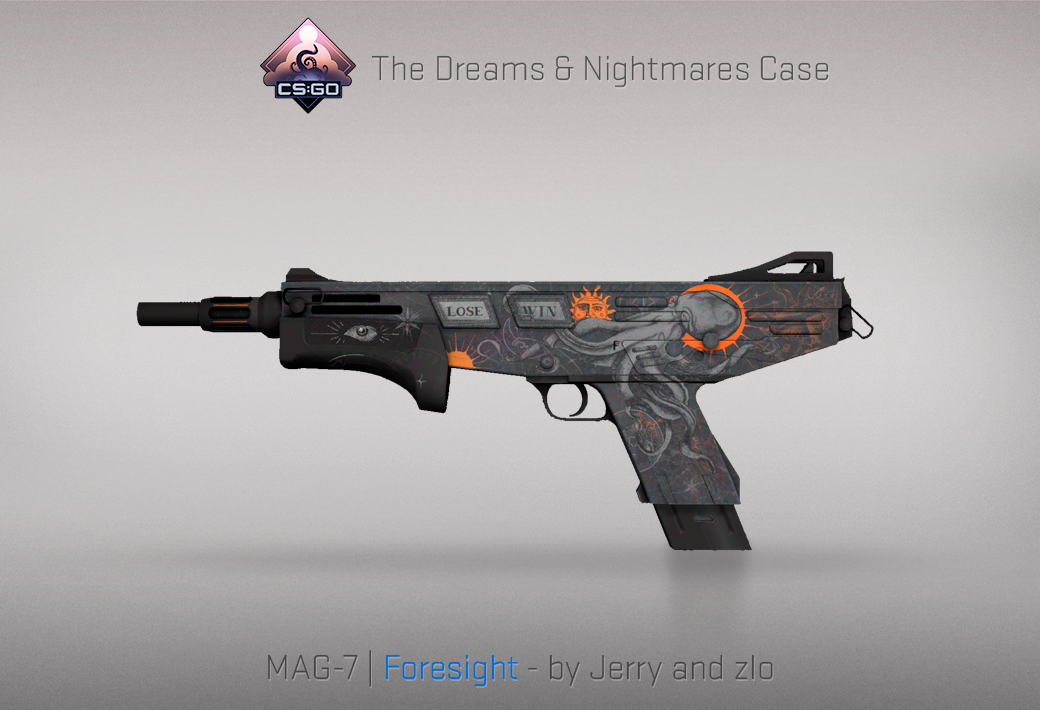 CS:GO
The Dreams & Nightmares Case
LOSE
WIN
F
MAG-7 | Foresight - by Jerry and zlo